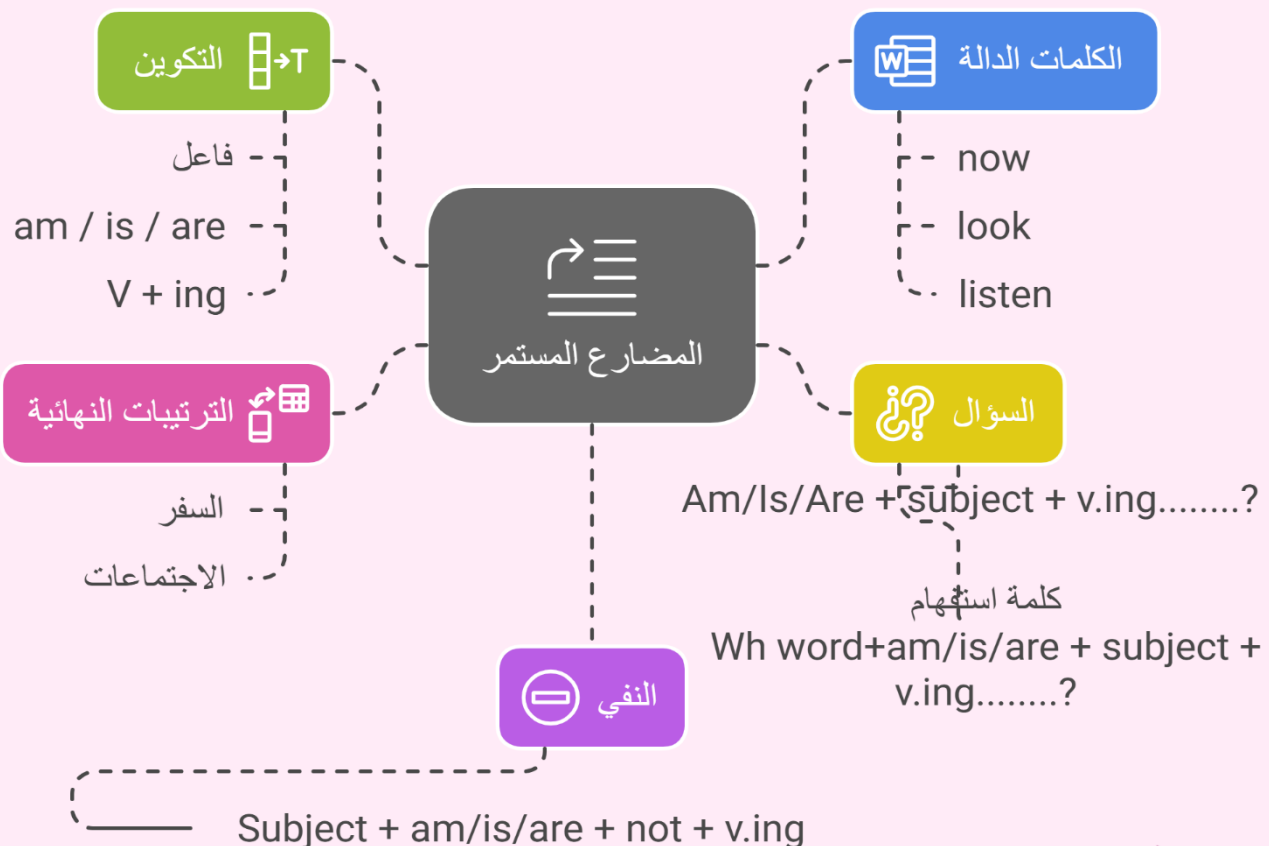 التكوين
فاعل
am / is / are
V + ing
الكلمات الدالة
now
look
listen
المضارع المستمر
الترتيبات النهائية
السفر
الاجتماعات
السؤال
Am/Is/Are + subject + v.ing........?
كلمة استفهام
Wh word+am/is/are + subject +
v.ing........?
النفي
Subject + am/is/are + not + v.ing